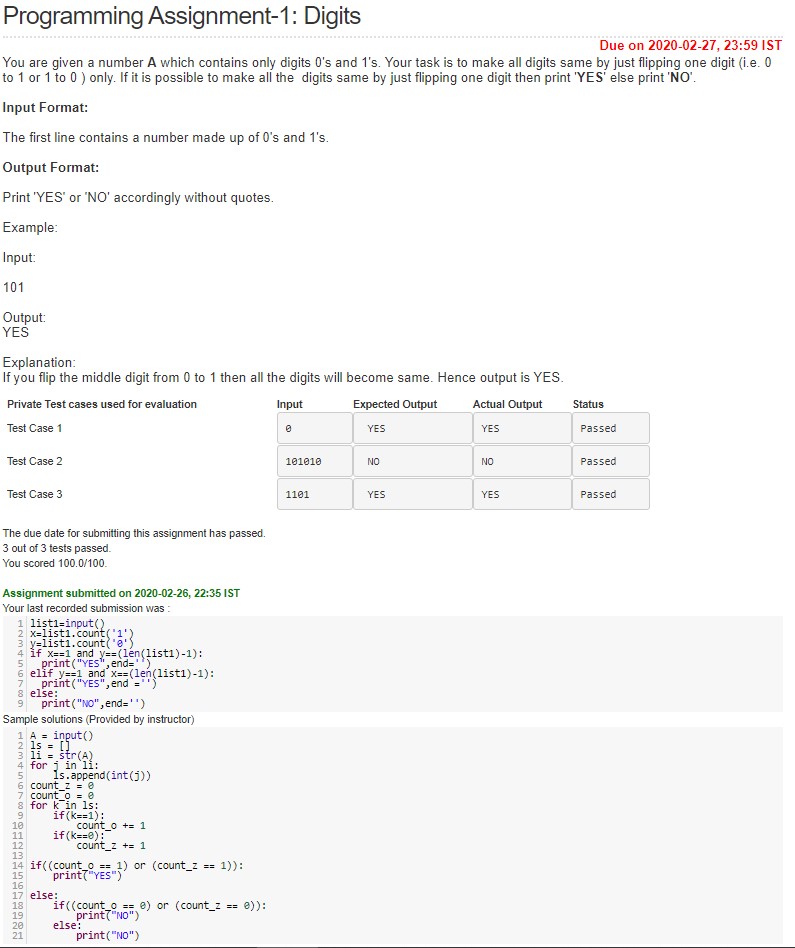 Programming Assignment-1: Digits
Due on 2020-02-27, 23:59 IST
You are given a number A which contains only digits 0's and 1's. Your task is to make all digits same by just flipping one digit (i.e. 0
to 1 or 1 to 0 ) only. If it is possible to make all the  digits same by just flipping one digit then print 'YES' else print 'NO'.
Input Format:
The first line contains a number made up of 0's and 1's.
Output Format:
Print 'YES' or 'NO' accordingly without quotes.
Example:
Input:
101
Output:
YES
Explanation:
If you flip the middle digit from 0 to 1 then all the digits will become same. Hence output is YES.
Private Test cases used for evaluation Input Expected Output Actual Output Status
Test Case 1 0 YES YES Passed
Test Case 2 101010 NO NO Passed
Test Case 3 1101 YES YES Passed
The due date for submitting this assignment has passed.
3 out of 3 tests passed.
You scored 100.0/100.
Assignment submitted on 2020-02-26, 22:35 IST
Your last recorded submission was :
1 list1=input()
2 x=list1.count('1')
3 y=list1.count('0')
4 if x==1 and y==(len(list1)-1):
5   print("YES",end='')
6 elif y==1 and x==(len(list1)-1):
7   print("YES",end ='')
8 else:
9   print("NO",end='')
Sample solutions (Provided by instructor)
1 A = input()
2 ls = []
3 li = str(A)
4 for j in li:
5     ls.append(int(j))
6 count_z = 0
7 count_o = 0
8 for k in ls:
9     if(k==1):
10         count_o += 1
11     if(k==0):
12         count_z += 1
13
14 if((count_o == 1) or (count_z == 1)):
15     print("YES")
16
17 else:
18     if((count_o == 0) or (count_z == 0)):
19         print("NO")
20     else:
21         print("NO")